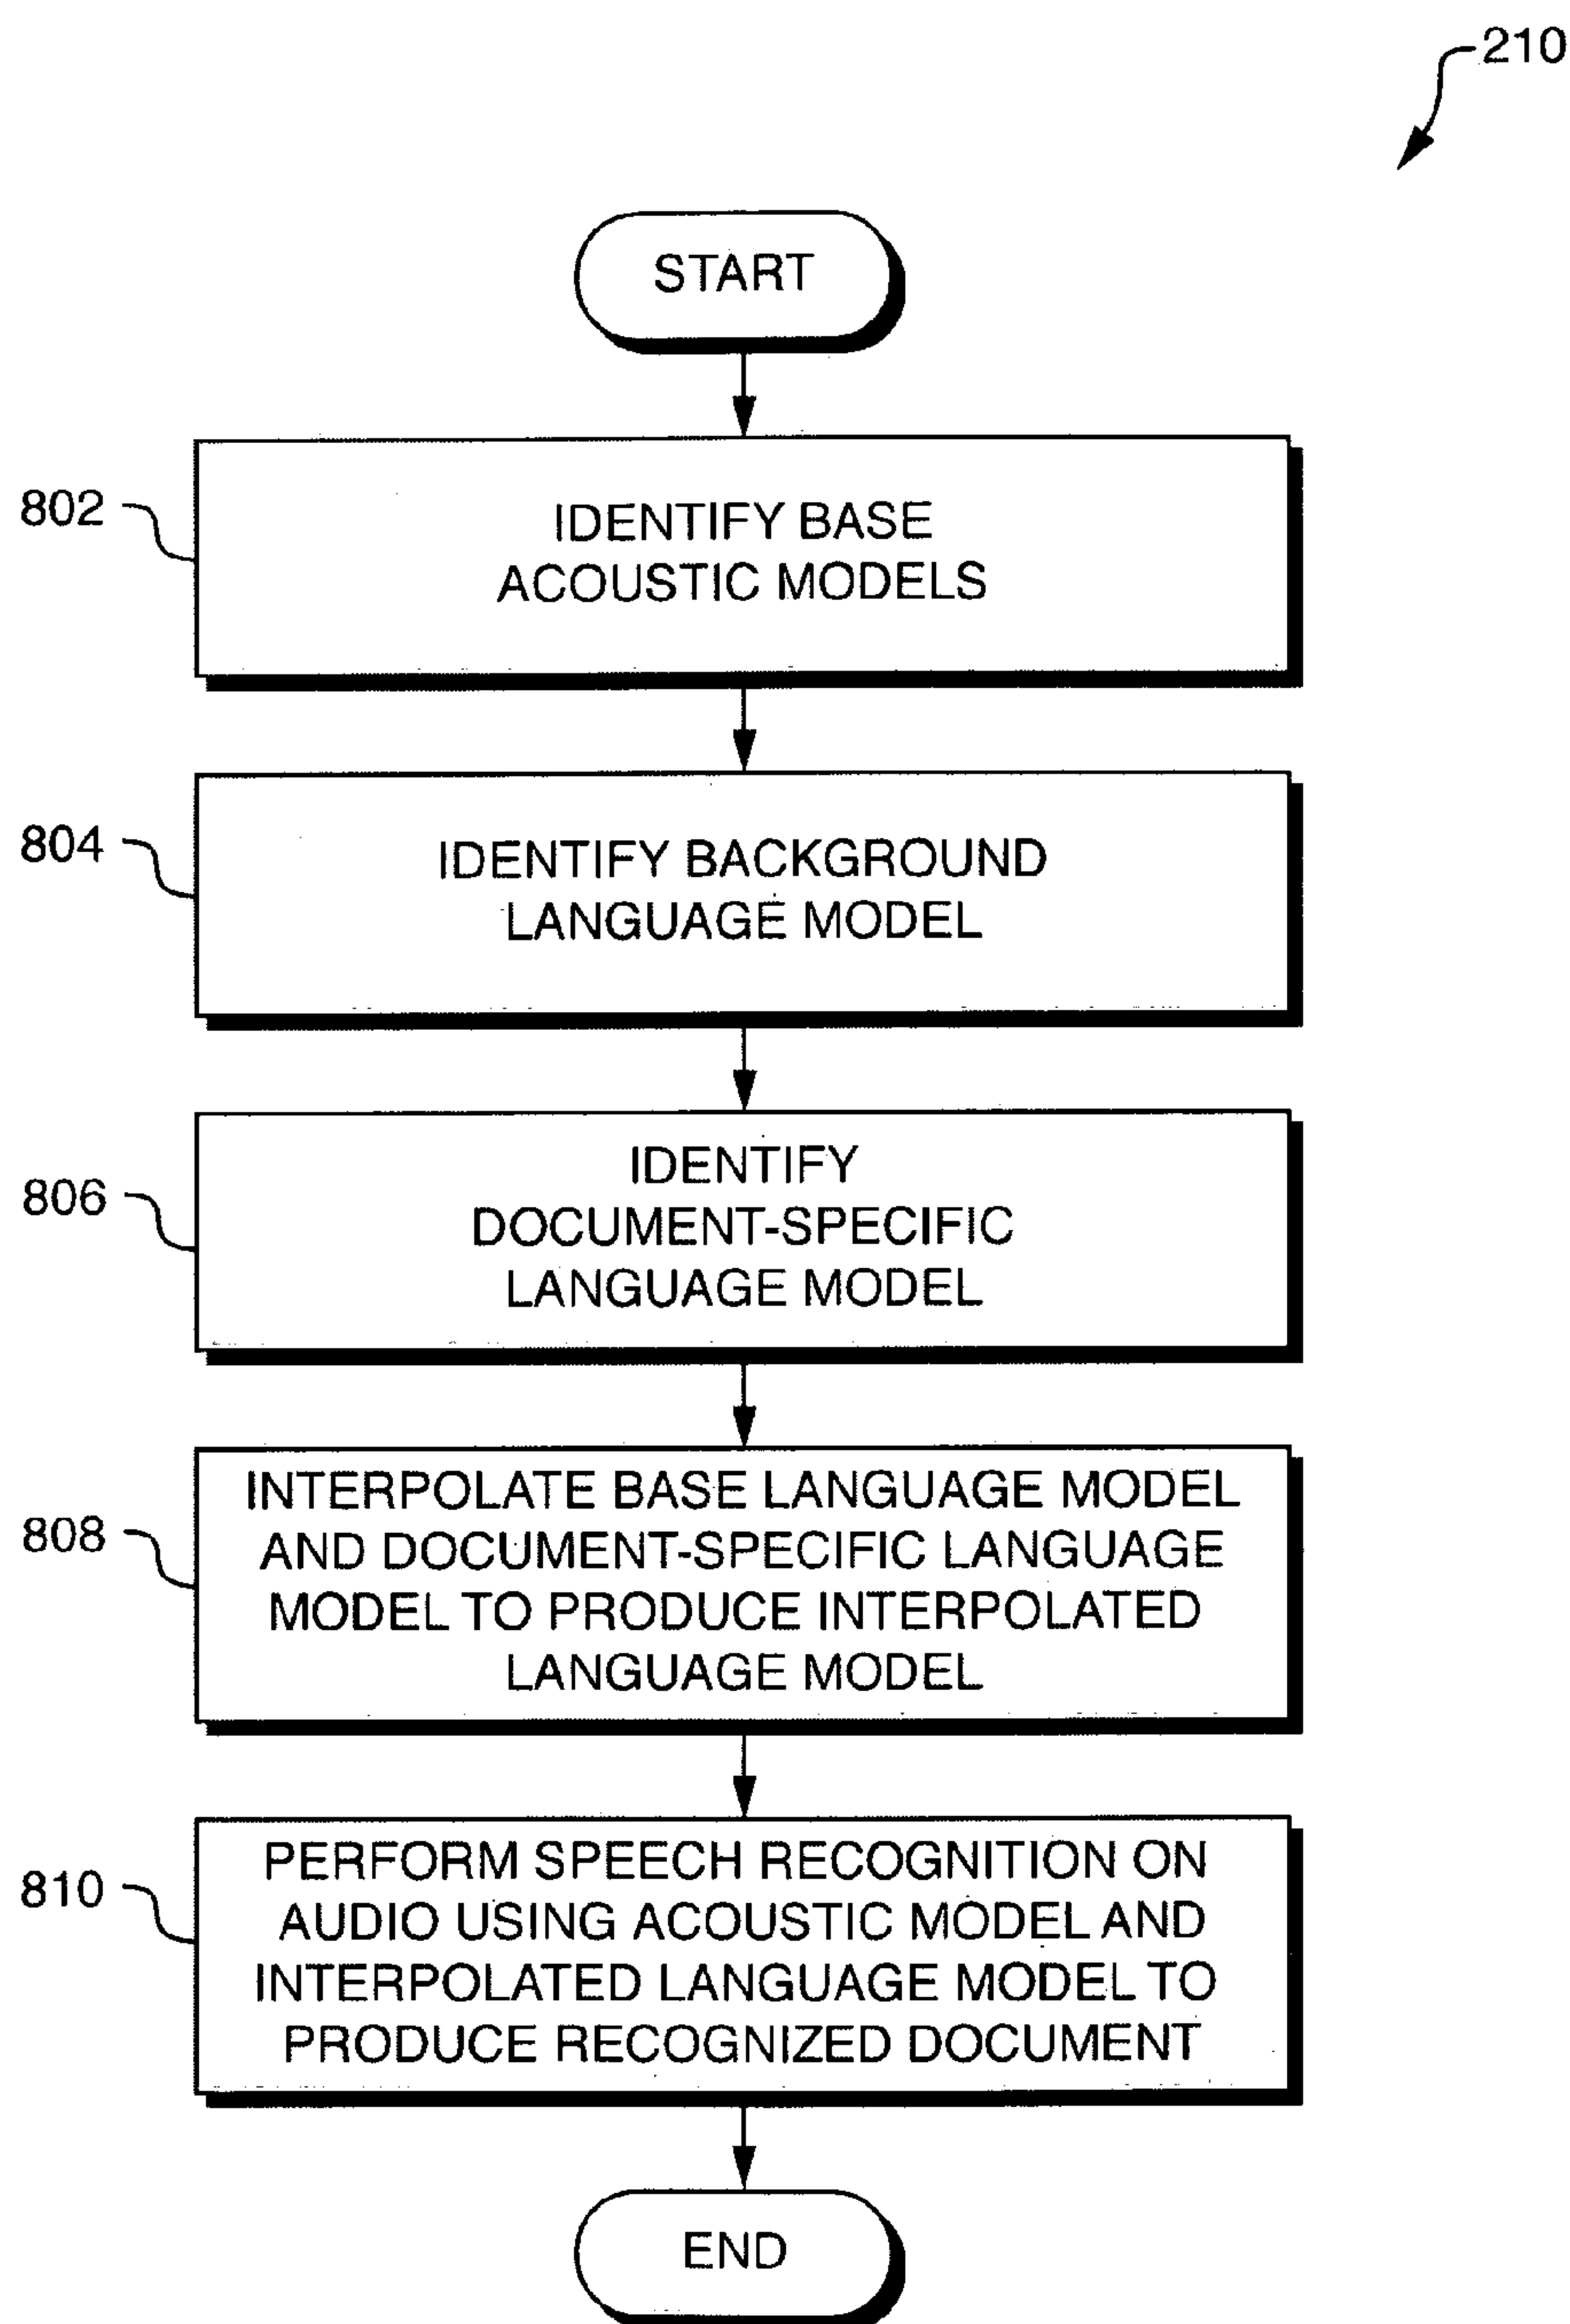 210
START
802
IDENTIFY BASE
ACOUSTIC MODELS
804
IDENTIFY BACKGROUND
LANGUAGE MODEL
806
IDENTIFY
DOCUMENT-SPECIFIC
LANGUAGE MODEL
808
INTERPOLATE BASE LANGUAGE MODEL
AND DOCUMENT-SPECIFIC LANGUAGE
MODEL TO PRODUCE INTERPOLATED
LANGUAGE MODEL
810
PERFORM SPEECH RECOGNITION ON
AUDIO USING ACOUSTIC MODEL AND
INTERPOLATED LANGUAGE MODEL TO
PRODUCE RECOGNIZED DOCUMENT
END